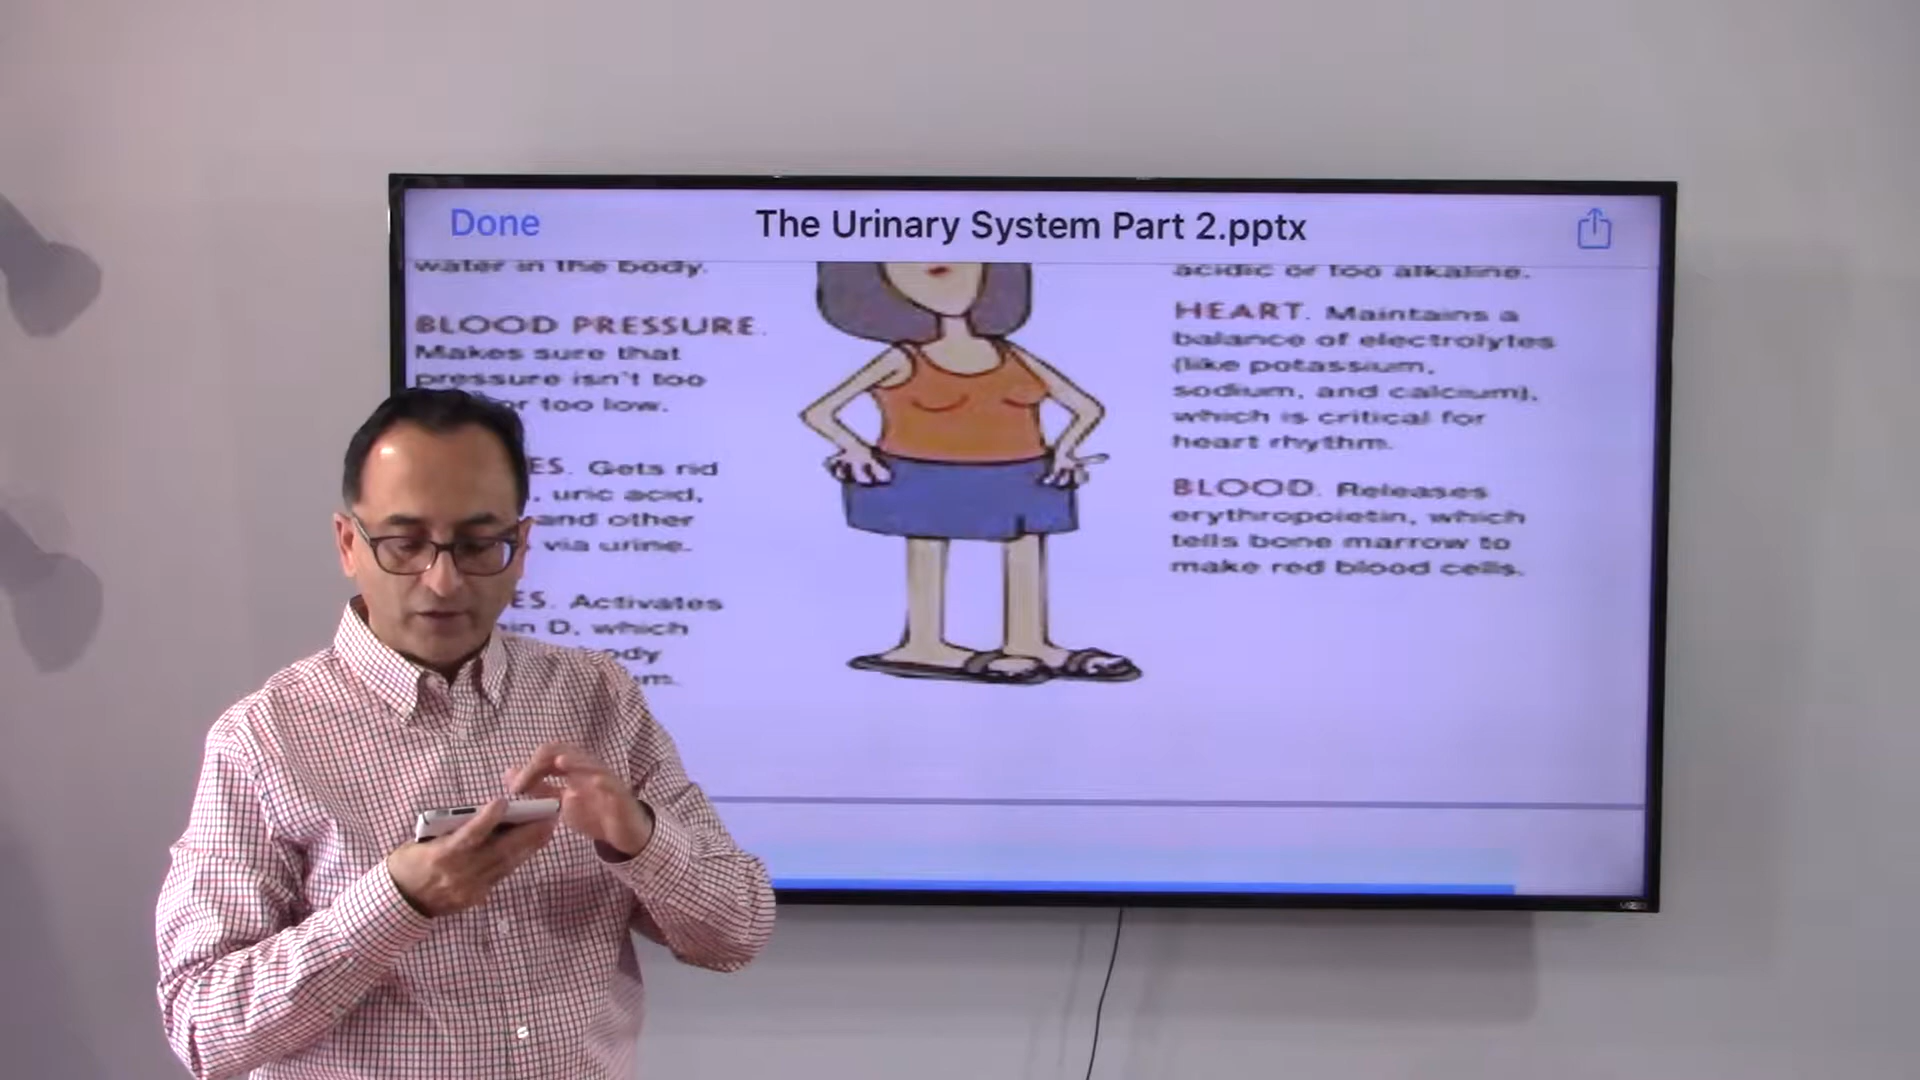 Done
The Urinary System Part 2.pptx
water in the body.
BLOOD PRESSURE.
Makes sure that
pressure isn't too
or too low.
ES. Gets rid
, uric acid,
and other
via urine.
ES. Activates
in D, which
ody
acidic or too alkaline.
HEART. Maintains a
balance of electrolytes
(like potassium,
sodium, and calcium),
which is critical for
heart rhythm.
BLOOD. Releases
erythropoietin, which
tells bone marrow to
make red blood cells.